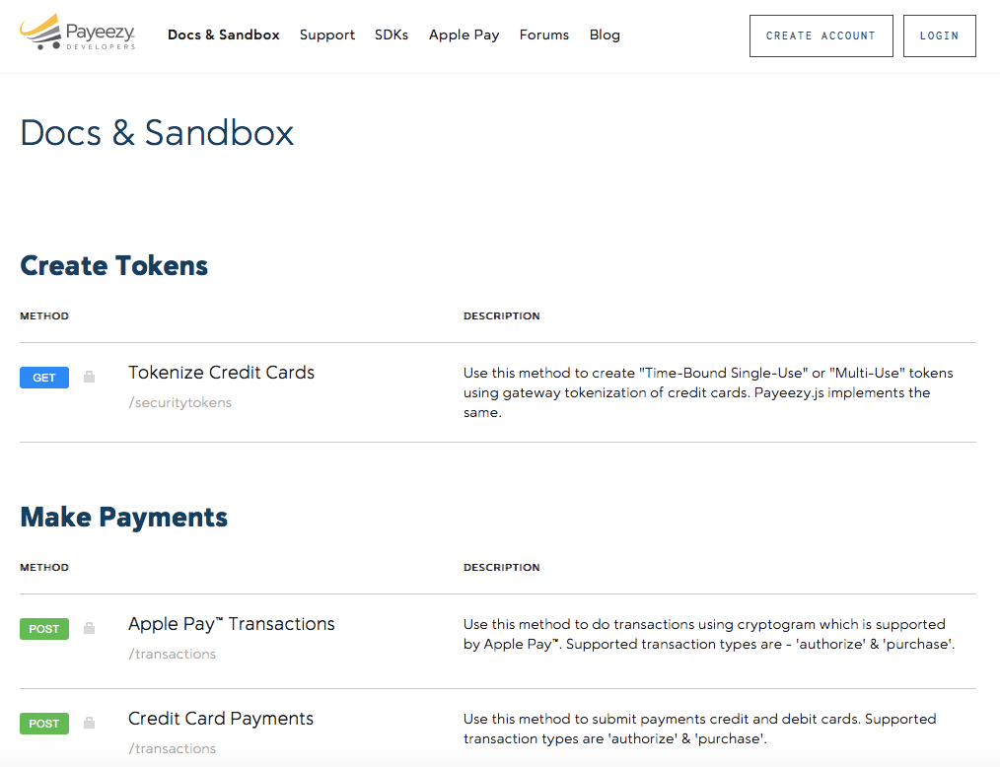 Payeezy
DEVELOPERS
Docs & Sandbox
Support
SDKs
Apple Pay
Forums
Blog
CREATE ACCOUNT
LOGIN
Docs & Sandbox
Create Tokens
METHOD
DESCRIPTION
GET
Tokenize Credit Cards
/securitytokens
Use this method to create "Time-Bound Single-Use" or "Multi-Use" tokens
using gateway tokenization of credit cards. Payeezy.js implements the
same.
Make Payments
METHOD
DESCRIPTION
POST
Apple Pay™ Transactions
/transactions
Use this method to do transactions using cryptogram which is supported
by Apple Pay™. Supported transaction types are - 'authorize' & 'purchase'.
POST
Credit Card Payments
/transactions
Use this method to submit payments credit and debit cards. Supported
transaction types are 'authorize' & 'purchase'.